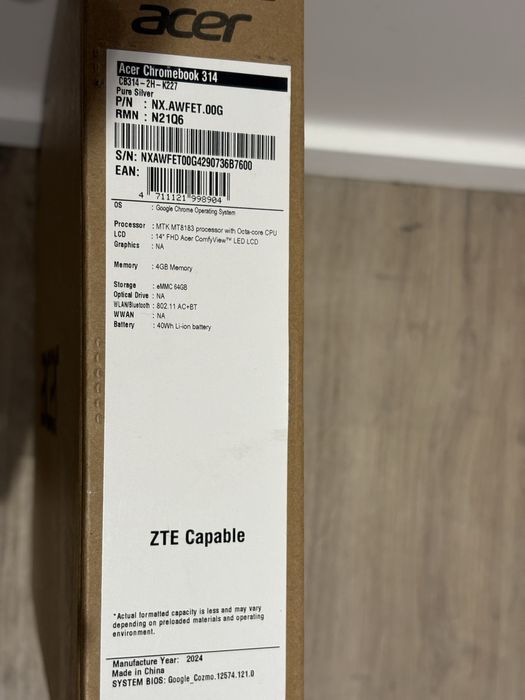 acer
Acer Chromebook 314
CB314-2H-K227
Pure Silver
P/N : NX.AWFET.00G
RMN : N21Q6
S/N: NXAWFET00G4290736B7600
EAN:
4 711121 998904
OS : Google Chrome Operating System
Processor : MTK MT8183 processor with Octa-core CPU
LCD : 14" FHD Acer ComfyView™ LED LCD
Graphics : NA
Memory : 4GB Memory
Storage : eMMC 64GB
Optical Drive : NA
WLAN/Bluetooth : 802.11 AC+BT
WWAN : NA
Battery : 40Wh Li-ion battery
ZTE Capable
*Actual formatted capacity is less and may vary
depending on preloaded materials and operating
environment.
Manufacture Year: 2024
Made in China
SYSTEM BIOS: Google_Cozmo.12574.121.0